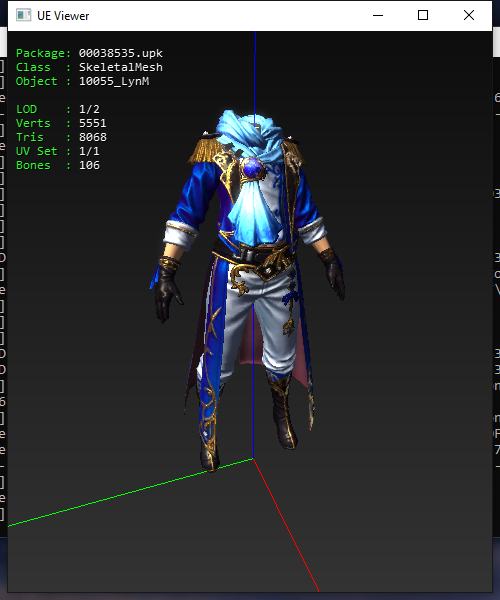 UE Viewer
Package: 00038535.upk
Class : SkeletalMesh
Object : 10055_LynM
LOD : 1/2
Verts : 5551
Tris : 8068
UV Set : 1/1
Bones : 106